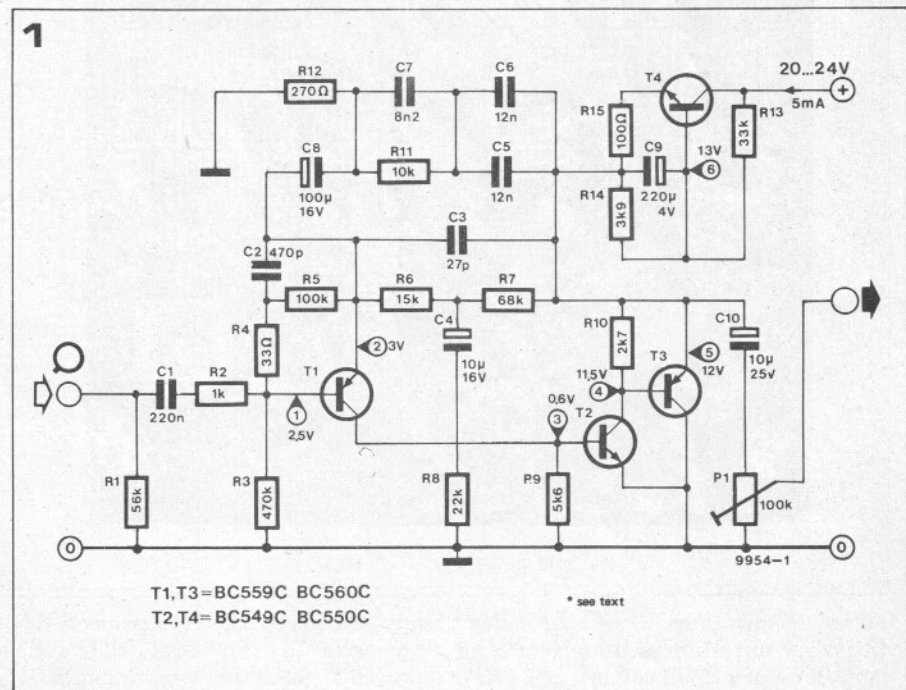 1
R12
270Ω
C7
8n2
C6
12n
C8
100µ
16V
R11
10k
C5
12n
R15
100Ω
T4
20...24V
+
5mA
R13
33k
C9
220µ
4V
13V
6
R14
3k9
C3
27p
C2
470p
R5
100k
R6
15k
R7
68k
C4
10µ
16V
R4
33Ω
2
3V
T1
C1
220n
R2
1k
1
2,5V
R10
2k7
T3
5
12V
C10
10µ
25V
11,5V
4
0,6V
3
T2
R1
56k
R3
470k
R8
22k
R9
5k6
P1
100k
0
0
9954-1
T1,T3=BC559C BC560C
T2,T4=BC549C BC550C
* see text